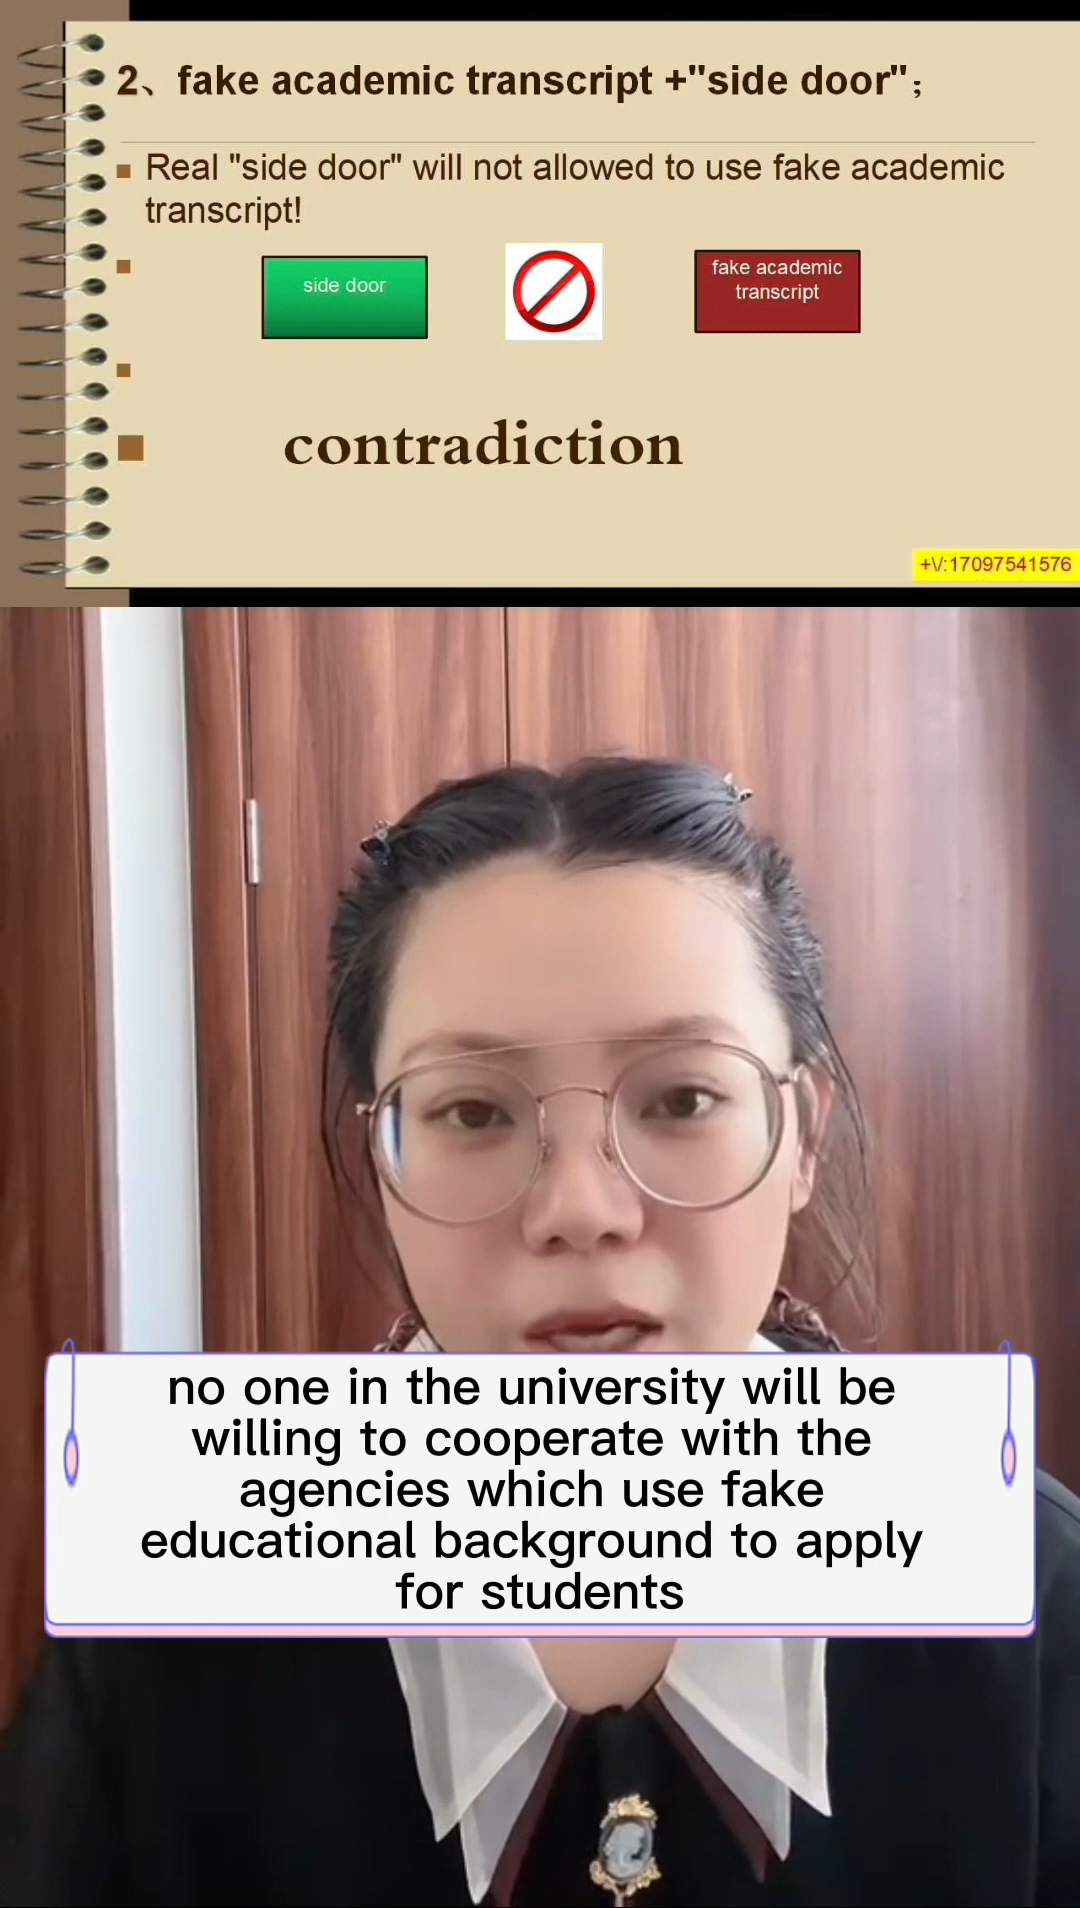 2、fake academic transcript +"side door";
Real "side door" will not allowed to use fake academic
transcript!
side door
fake academic
transcript
contradiction
+V:17097541576
no one in the university will be
willing to cooperate with the
agencies which use fake
educational background to apply
for students